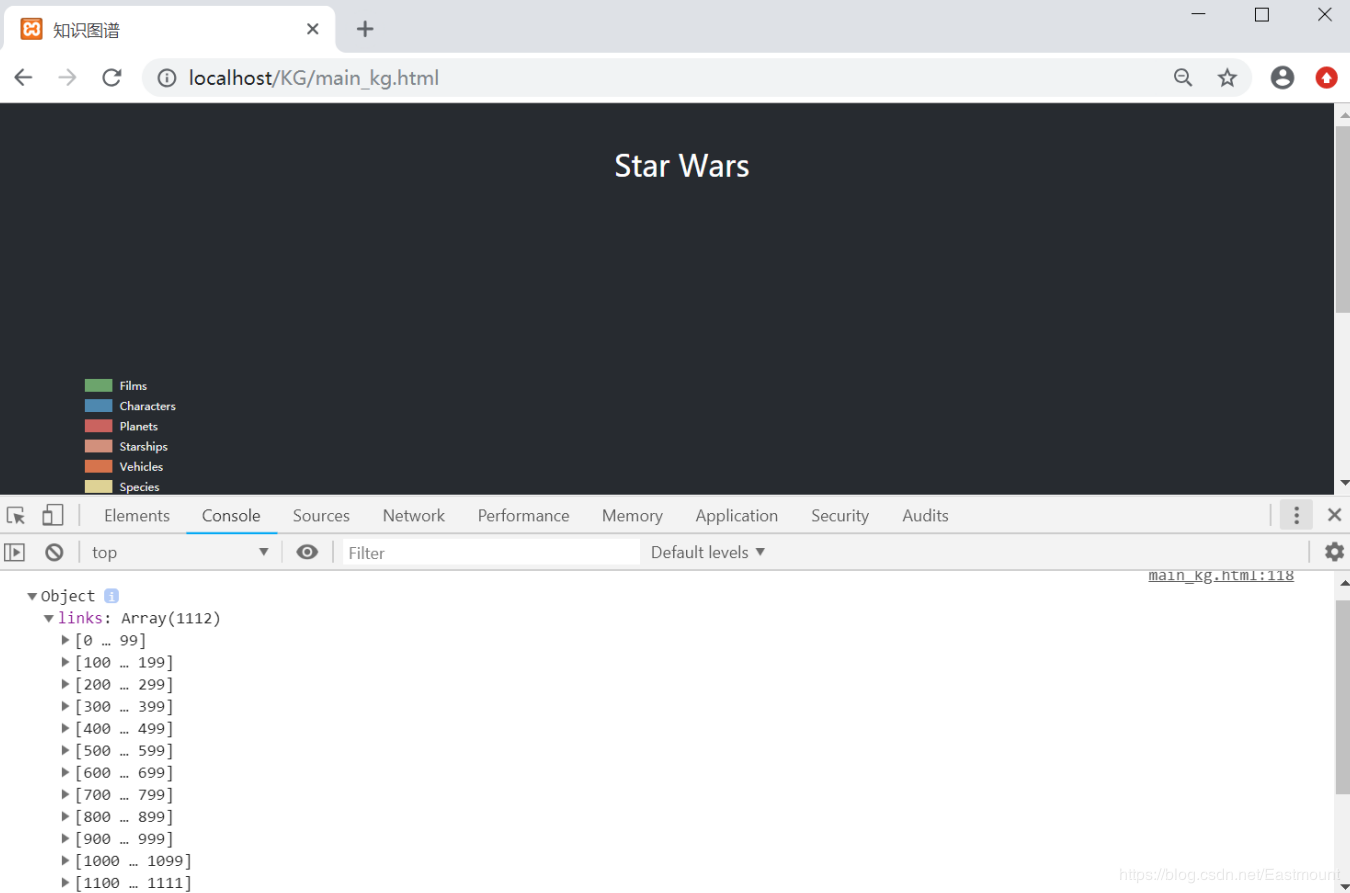 知识图谱
localhost/KG/main_kg.html
Star Wars
Films
Characters
Planets
Starships
Vehicles
Species
Elements Console Sources Network Performance Memory Application Security Audits
top Filter Default levels
main_kg.html:118
Object i
links: Array(1112)
[0 … 99]
[100 … 199]
[200 … 299]
[300 … 399]
[400 … 499]
[500 … 599]
[600 … 699]
[700 … 799]
[800 … 899]
[900 … 999]
[1000 … 1099]
[1100 … 1111]
https://blog.csdn.net/Eastmount